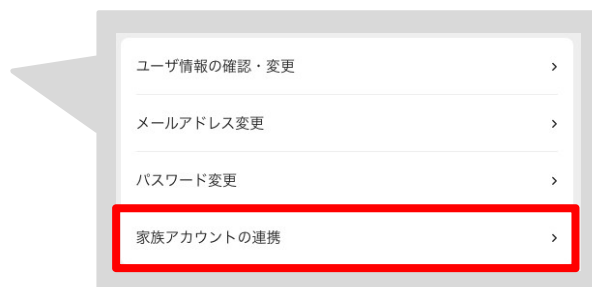 ユーザ情報の確認・変更
メールアドレス変更
パスワード変更
家族アカウントの連携